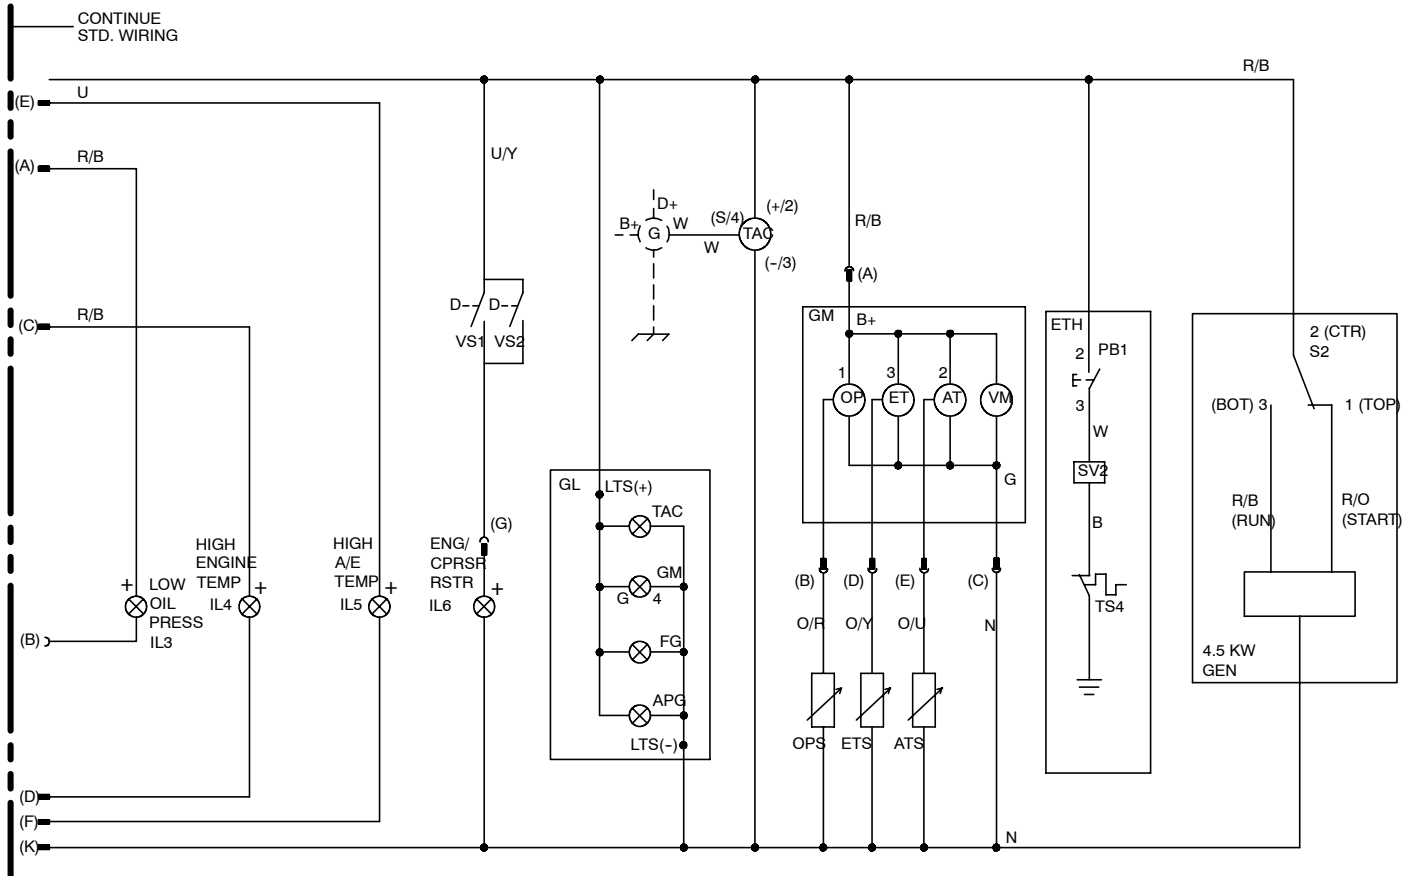 CONTINUE
STD. WIRING
R/B
(E)
U
(A)
R/B
U/Y
D+
B+
G
W
W
(S/4)
(+/2)
TAC
(-/3)
R/B
(A)
(C)
R/B
D
D
VS1
VS2
GM
B+
1
3
2
OP
ET
AT
VM
G
ETH
2
PB1
3
W
SV2
B
TS4
2 (CTR)
S2
(BOT) 3
1 (TOP)
R/B
(RUN)
R/O
(START)
4.5 KW
GEN
GL
LTS(+)
TAC
GM
G
4
FG
APG
LTS(-)
(G)
ENG/
CPRSR
RSTR
+
IL6
HIGH
A/E
TEMP
+
IL5
HIGH
ENGINE
TEMP
+
IL4
+
LOW
OIL
PRESS
IL3
(B)
(B)
(D)
(E)
(C)
O/R
O/Y
O/U
N
OPS
ETS
ATS
(D)
(F)
(K)
N